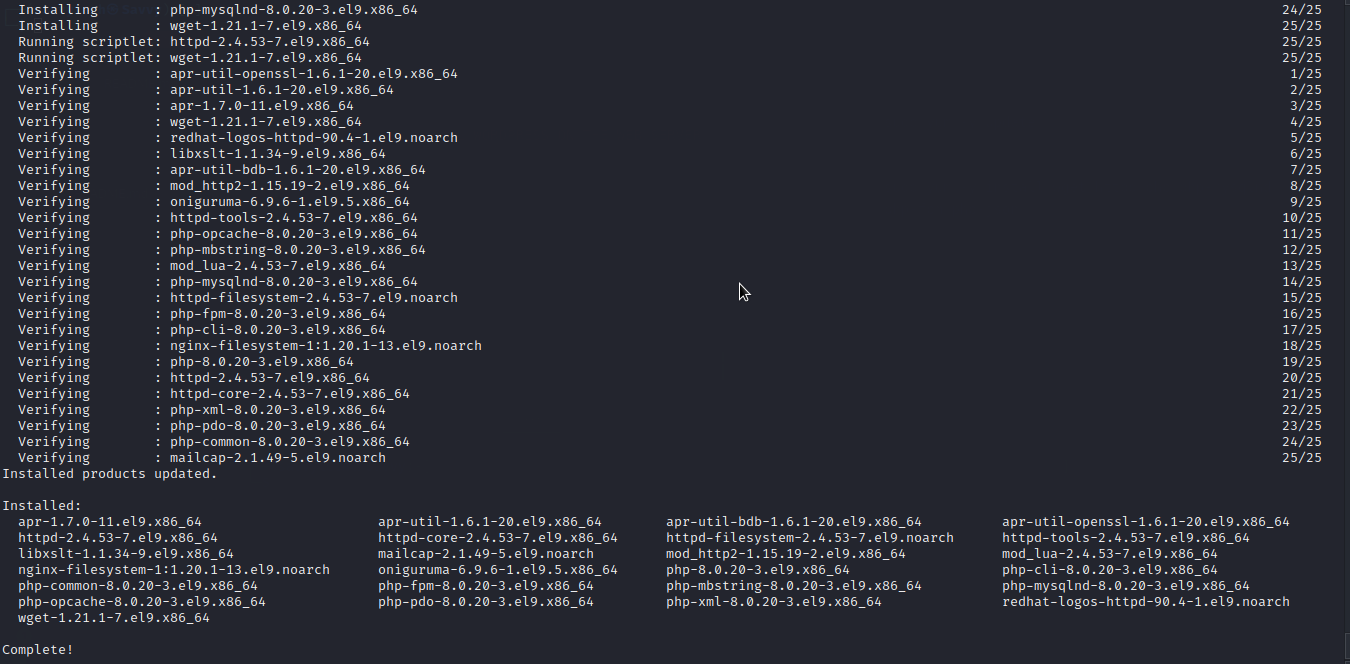 Installing       : php-mysqlnd-8.0.20-3.el9.x86_64 24/25
Installing       : wget-1.21.1-7.el9.x86_64 25/25
Running scriptlet: httpd-2.4.53-7.el9.x86_64 25/25
Running scriptlet: wget-1.21.1-7.el9.x86_64 25/25
Verifying        : apr-util-openssl-1.6.1-20.el9.x86_64 1/25
Verifying        : apr-util-1.6.1-20.el9.x86_64 2/25
Verifying        : apr-1.7.0-11.el9.x86_64 3/25
Verifying        : wget-1.21.1-7.el9.x86_64 4/25
Verifying        : redhat-logos-httpd-90.4-1.el9.noarch 5/25
Verifying        : libxslt-1.1.34-9.el9.x86_64 6/25
Verifying        : apr-util-bdb-1.6.1-20.el9.x86_64 7/25
Verifying        : mod_http2-1.15.19-2.el9.x86_64 8/25
Verifying        : oniguruma-6.9.6-1.el9.5.x86_64 9/25
Verifying        : httpd-tools-2.4.53-7.el9.x86_64 10/25
Verifying        : php-opcache-8.0.20-3.el9.x86_64 11/25
Verifying        : php-mbstring-8.0.20-3.el9.x86_64 12/25
Verifying        : mod_lua-2.4.53-7.el9.x86_64 13/25
Verifying        : php-mysqlnd-8.0.20-3.el9.x86_64 14/25
Verifying        : httpd-filesystem-2.4.53-7.el9.noarch 15/25
Verifying        : php-fpm-8.0.20-3.el9.x86_64 16/25
Verifying        : php-cli-8.0.20-3.el9.x86_64 17/25
Verifying        : nginx-filesystem-1:1.20.1-13.el9.noarch 18/25
Verifying        : php-8.0.20-3.el9.x86_64 19/25
Verifying        : httpd-2.4.53-7.el9.x86_64 20/25
Verifying        : httpd-core-2.4.53-7.el9.x86_64 21/25
Verifying        : php-xml-8.0.20-3.el9.x86_64 22/25
Verifying        : php-pdo-8.0.20-3.el9.x86_64 23/25
Verifying        : php-common-8.0.20-3.el9.x86_64 24/25
Verifying        : mailcap-2.1.49-5.el9.noarch 25/25
Installed products updated.
Installed:
apr-1.7.0-11.el9.x86_64 apr-util-1.6.1-20.el9.x86_64 apr-util-bdb-1.6.1-20.el9.x86_64 apr-util-openssl-1.6.1-20.el9.x86_64
httpd-2.4.53-7.el9.x86_64 httpd-core-2.4.53-7.el9.x86_64 httpd-filesystem-2.4.53-7.el9.noarch httpd-tools-2.4.53-7.el9.x86_64
libxslt-1.1.34-9.el9.x86_64 mailcap-2.1.49-5.el9.noarch mod_http2-1.15.19-2.el9.x86_64 mod_lua-2.4.53-7.el9.x86_64
nginx-filesystem-1:1.20.1-13.el9.noarch oniguruma-6.9.6-1.el9.5.x86_64 php-8.0.20-3.el9.x86_64 php-cli-8.0.20-3.el9.x86_64
php-common-8.0.20-3.el9.x86_64 php-fpm-8.0.20-3.el9.x86_64 php-mbstring-8.0.20-3.el9.x86_64 php-mysqlnd-8.0.20-3.el9.x86_64
php-opcache-8.0.20-3.el9.x86_64 php-pdo-8.0.20-3.el9.x86_64 php-xml-8.0.20-3.el9.x86_64 redhat-logos-httpd-90.4-1.el9.noarch
wget-1.21.1-7.el9.x86_64
Complete!